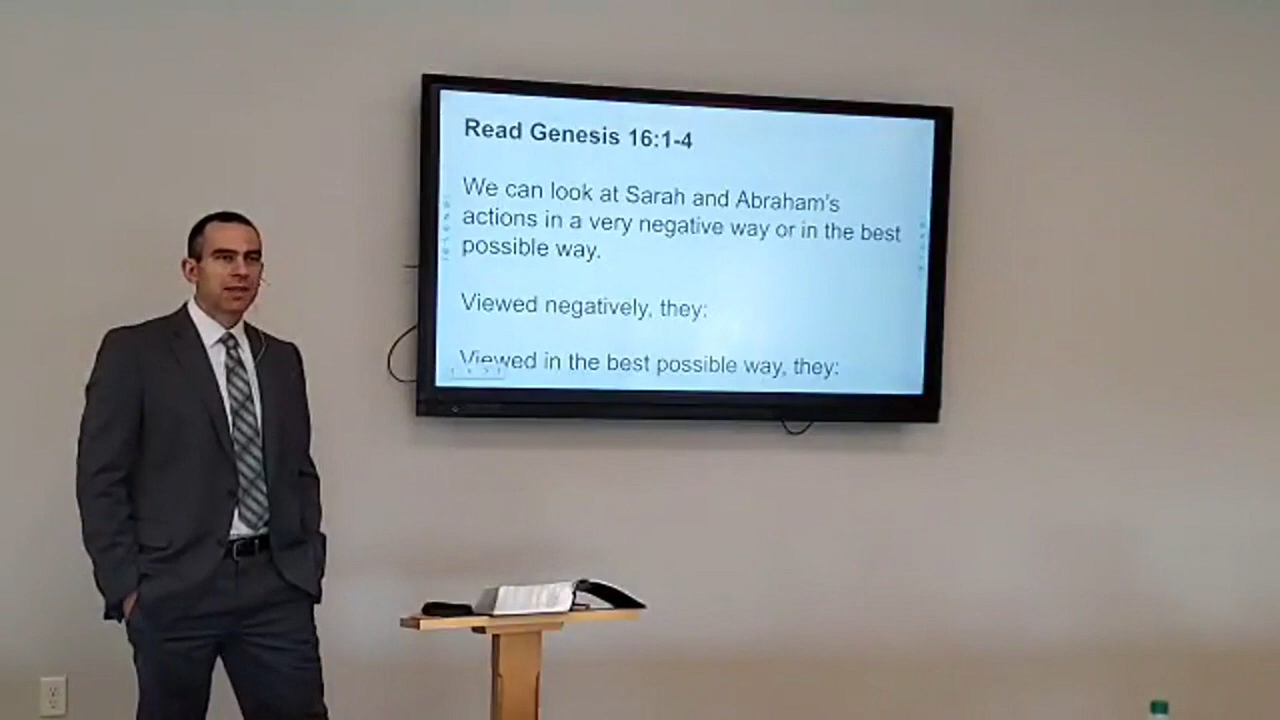 Read Genesis 16:1-4
We can look at Sarah and Abraham's
actions in a very negative way or in the best
possible way.
Viewed negatively, they:
Viewed in the best possible way, they: